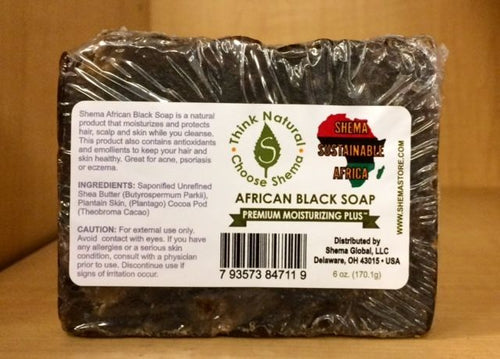 Shema African Black Soap is a natural
product that moisturizes and protects
hair, scalp and skin while you cleanse.
This product also contains antioxidants
and emollients to keep your hair and
skin healthy. Great for acne, psoriasis
or eczema.
INGREDIENTS: Saponified Unrefined
Shea Butter (Butyrospermum Parkii),
Plantain Skin, (Plantago) Cocoa Pod
(Theobroma Cacao)
CAUTION: For external use only.
Avoid contact with eyes. If you have
any allergies or a serious skin
condition, consult with a physician
prior to use. Discontinue use if
signs of irritation occur.
Think Natural
S
Choose Shema
SHEMA
SUSTAINABLE
AFRICA
AFRICAN BLACK SOAP
PREMIUM MOISTURIZING PLUS™
7 93573 84711 9
Distributed by
Shema Global, LLC
Delaware, OH 43015 • USA
6 oz. (170.1g)
WWW.SHEMASTORE.COM